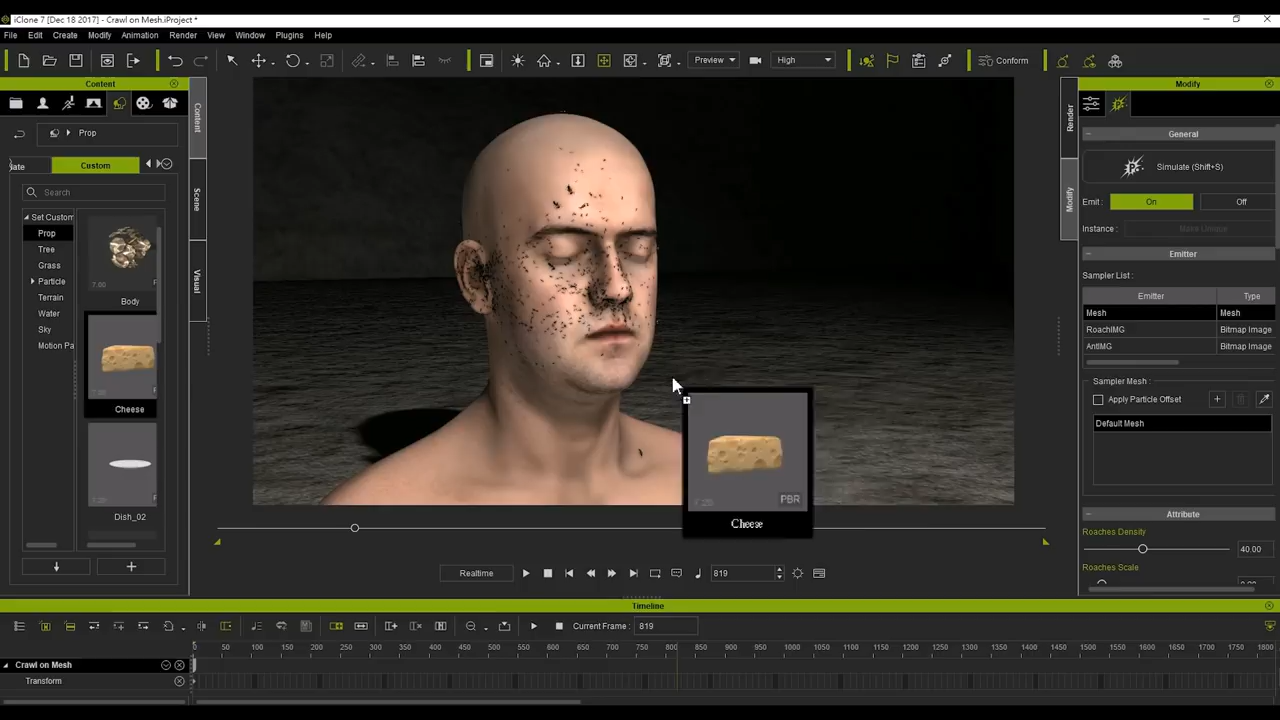 iClone 7 [Dec 18 2017] - Crawl on Mesh.iProject *
File Edit Create Modify Animation Render View Window Plugins Help
Preview High Conform
Content
Prop
ate Custom
Search
Set Custom
Prop
Tree
Grass
Particle
Terrain
Water
Sky
Motion Pa
7.00
Body
Cheese
Dish_02
Content
Scene
Visual
PBR
Cheese
Render
Modify
Modify
General
Simulate (Shift+S)
Emit : On Off
Instance : Make Unique
Emitter
Sampler List :
Emitter Type
Mesh Mesh
RoachIMG Bitmap Image
AntIMG Bitmap Image
Sampler Mesh :
Apply Particle Offset
Default Mesh
Attribute
Roaches Density
40.00
Roaches Scale
Realtime 819
Timeline
Current Frame : 819
50 100 150 200 250 300 350 400 450 500 550 600 650 700 750 800 850 900 950 1000 1050 1100 1150 1200 1250 1300 1350 1400 1450 1500 1550 1600 1650 1700 1750 1800
Crawl on Mesh
Transform